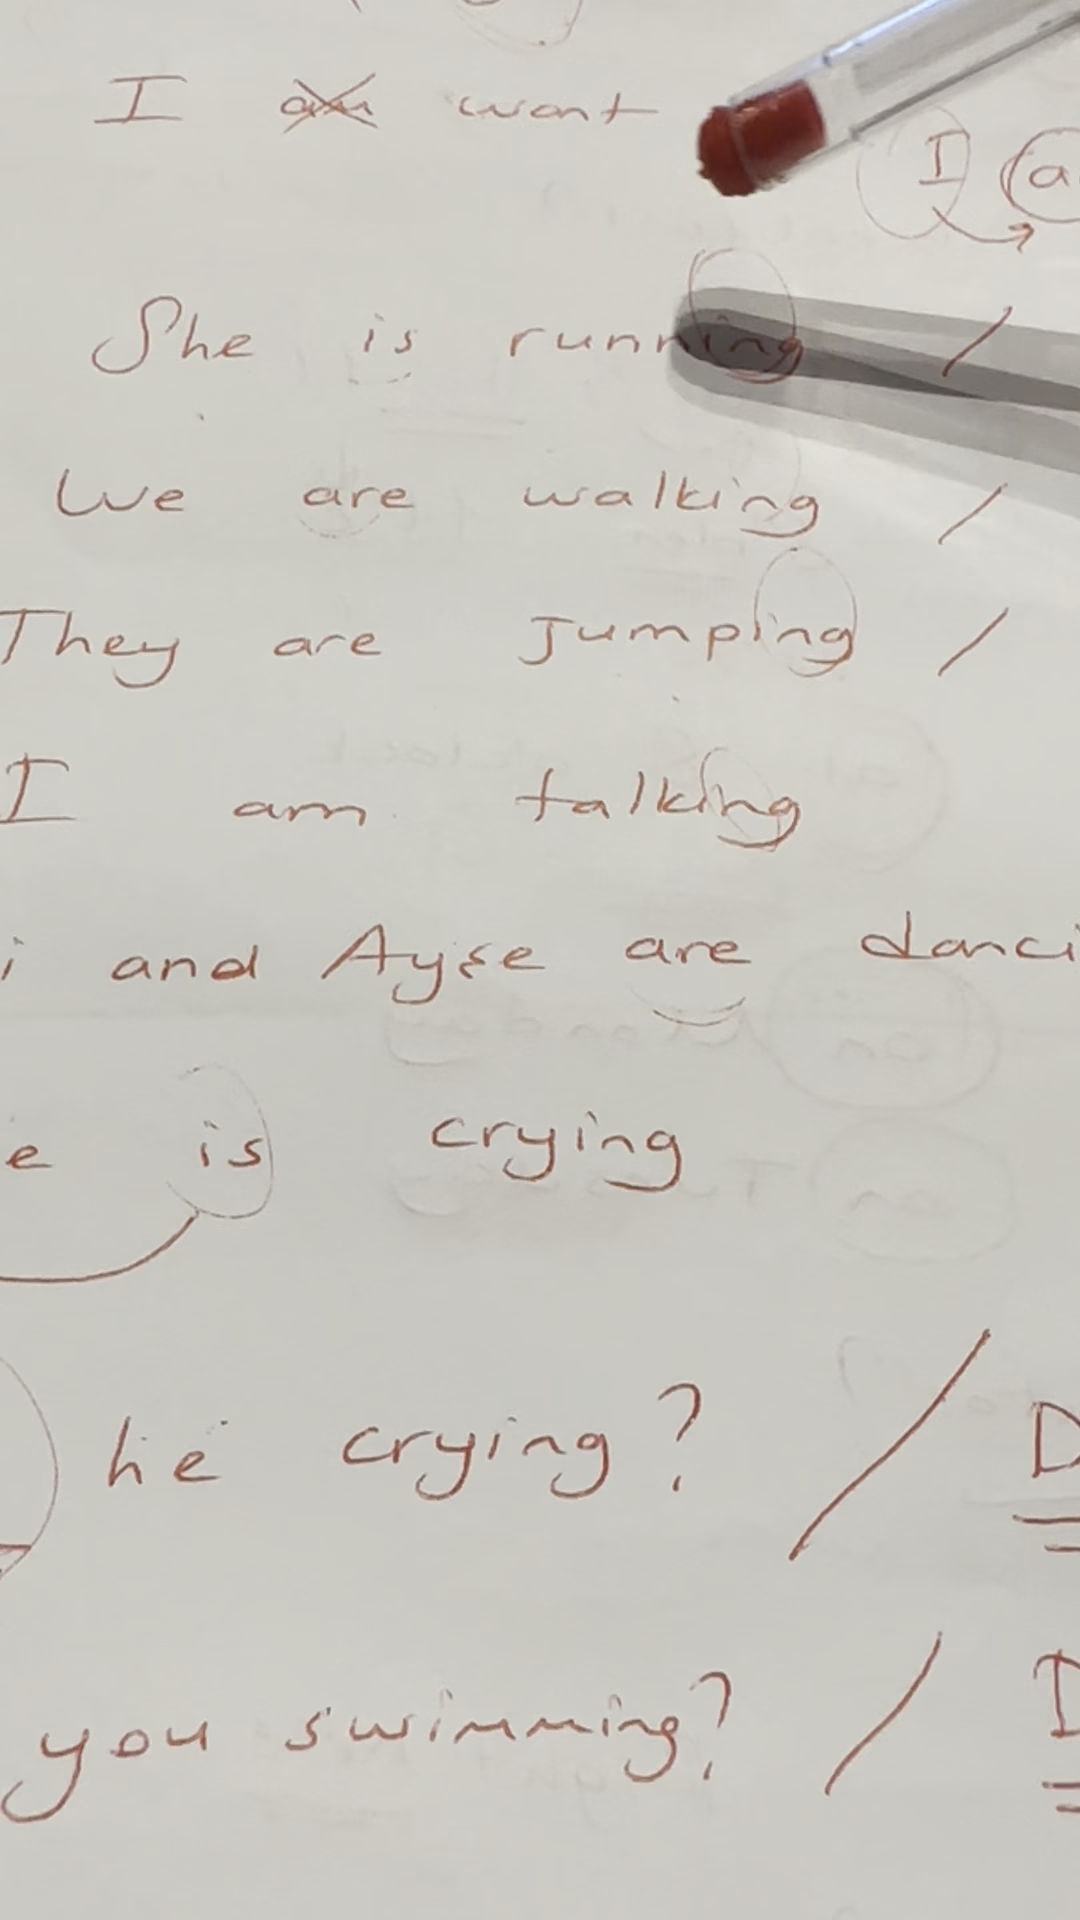 I am want
I
She is running /
We are walking /
They are Jumping /
I am talking
and Ayşe are
is crying
he crying? /
you swimming? /